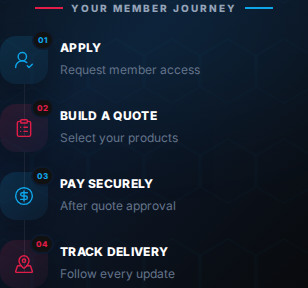 YOUR MEMBER JOURNEY
01
APPLY
Request member access
02
BUILD A QUOTE
Select your products
03
PAY SECURELY
After quote approval
04
TRACK DELIVERY
Follow every update